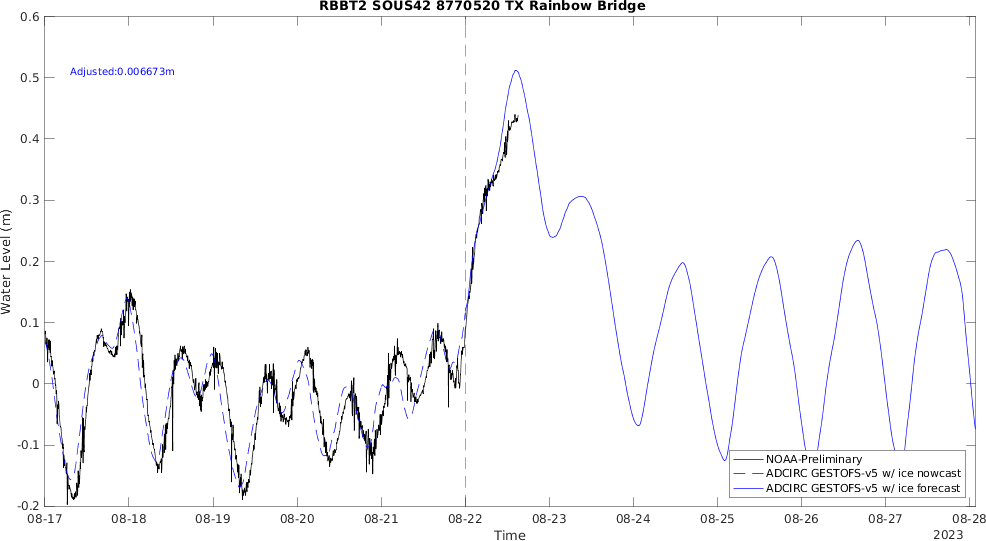 RBBT2 SOUS42 8770520 TX Rainbow Bridge
Adjusted:0.006673m
0.6
0.5
0.4
0.3
0.2
0.1
0
-0.1
-0.2
Water Level (m)
NOAA-Preliminary
ADCIRC GESTOFS-v5 w/ ice nowcast
ADCIRC GESTOFS-v5 w/ ice forecast
08-17 08-18 08-19 08-20 08-21 08-22 08-23 08-24 08-25 08-26 08-27 08-28
Time
2023